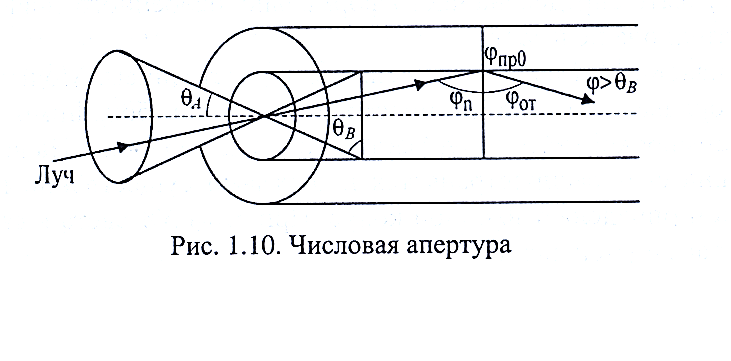 φпр0
θA
φп
φот
φ>θB
θB
Луч
Рис. 1.10. Числовая апертура